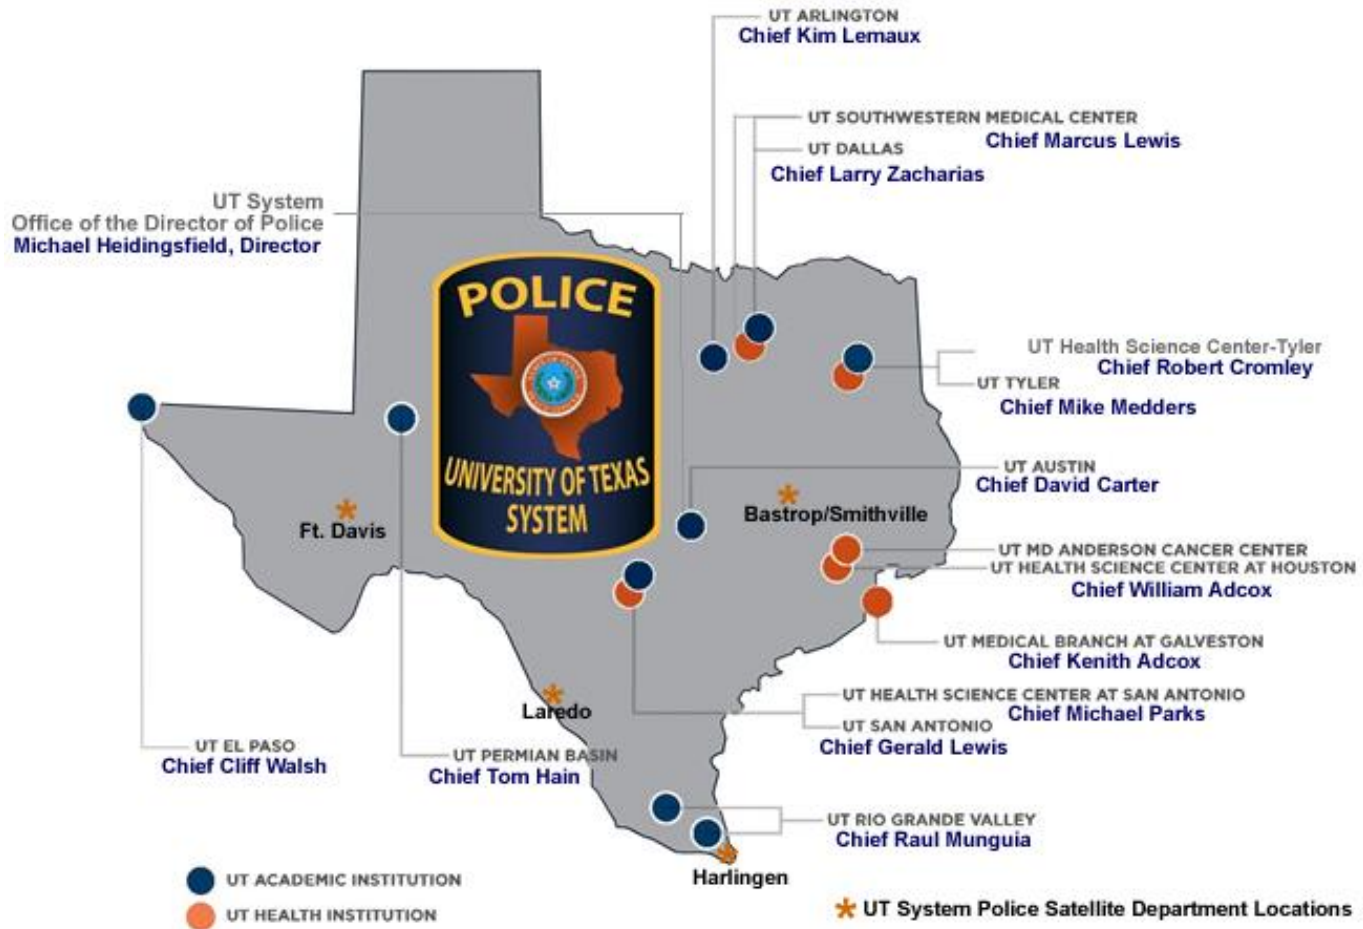 UT ARLINGTON
Chief Kim Lemaux
UT SOUTHWESTERN MEDICAL CENTER
Chief Marcus Lewis
UT DALLAS
Chief Larry Zacharias
UT System
Office of the Director of Police
Michael Heidingsfield, Director
POLICE
UNIVERSITY OF TEXAS
SYSTEM
UT Health Science Center-Tyler
Chief Robert Cromley
UT TYLER
Chief Mike Medders
UT AUSTIN
Chief David Carter
Bastrop/Smithville
Ft. Davis
UT MD ANDERSON CANCER CENTER
UT HEALTH SCIENCE CENTER AT HOUSTON
Chief William Adcox
UT MEDICAL BRANCH AT GALVESTON
Chief Kenith Adcox
UT HEALTH SCIENCE CENTER AT SAN ANTONIO
Chief Michael Parks
UT SAN ANTONIO
Chief Gerald Lewis
Laredo
UT EL PASO
Chief Cliff Walsh
UT PERMIAN BASIN
Chief Tom Hain
UT RIO GRANDE VALLEY
Chief Raul Munguia
Harlingen
UT ACADEMIC INSTITUTION
UT HEALTH INSTITUTION
UT System Police Satellite Department Locations